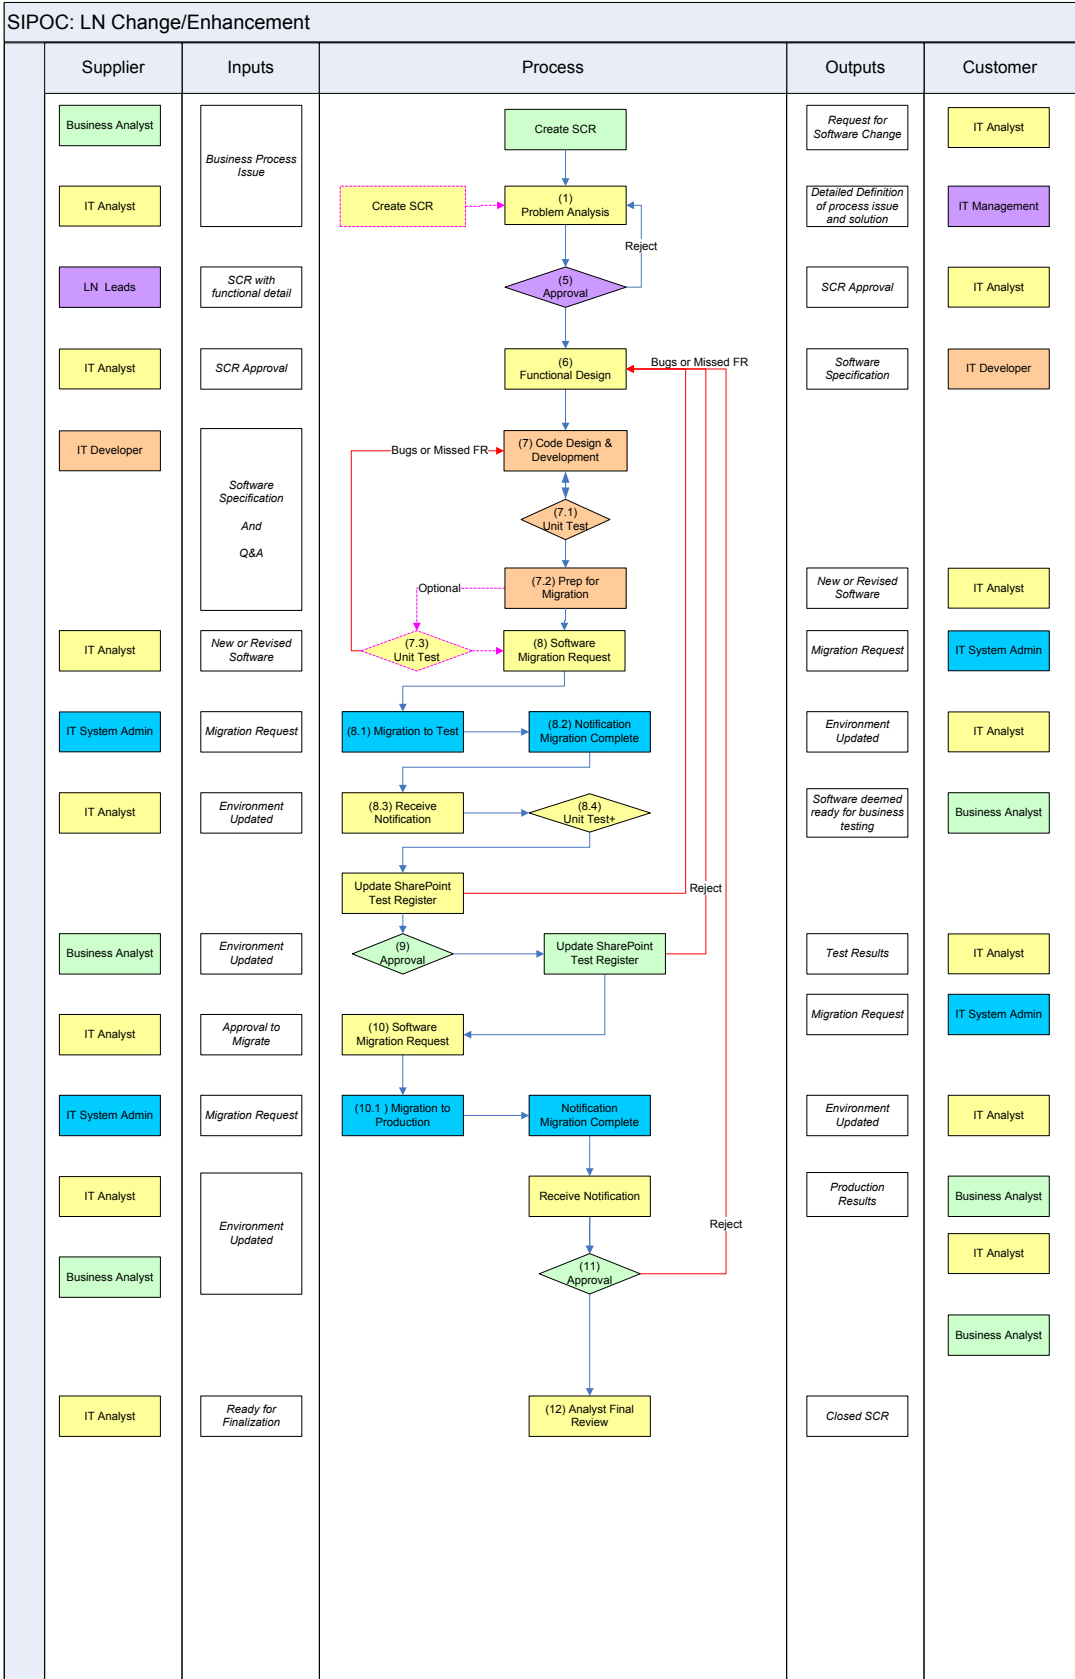 SIPOC: LN Change/Enhancement
Supplier
Inputs
Process
Outputs
Customer
Business Analyst
Business Process
Issue
Create SCR
Request for
Software Change
IT Analyst
IT Analyst
Create SCR
(1)
Problem Analysis
Detailed Definition
of process issue
and solution
IT Management
Reject
LN  Leads
SCR with
functional detail
(5)
Approval
SCR Approval
IT Analyst
IT Analyst
SCR Approval
(6)
Functional Design
Bugs or Missed FR
Software
Specification
IT Developer
IT Developer
Software
Specification
And
Q&A
Bugs or Missed FR
(7) Code Design &
Development
(7.1)
Unit Test
Optional
(7.2) Prep for
Migration
New or Revised
Software
IT Analyst
IT Analyst
New or Revised
Software
(7.3)
Unit Test
(8) Software
Migration Request
Migration Request
IT System Admin
IT System Admin
Migration Request
(8.1) Migration to Test
(8.2) Notification
Migration Complete
Environment
Updated
IT Analyst
IT Analyst
Environment
Updated
(8.3) Receive
Notification
(8.4)
Unit Test+
Software deemed
ready for business
testing
Business Analyst
Update SharePoint
Test Register
Reject
Business Analyst
Environment
Updated
(9)
Approval
Update SharePoint
Test Register
Test Results
IT Analyst
Migration Request
IT System Admin
IT Analyst
Approval to
Migrate
(10) Software
Migration Request
IT System Admin
Migration Request
(10.1 ) Migration to
Production
Notification
Migration Complete
Environment
Updated
IT Analyst
IT Analyst
Environment
Updated
Receive Notification
Production
Results
Business Analyst
Reject
IT Analyst
Business Analyst
(11)
Approval
Business Analyst
IT Analyst
Ready for
Finalization
(12) Analyst Final
Review
Closed SCR